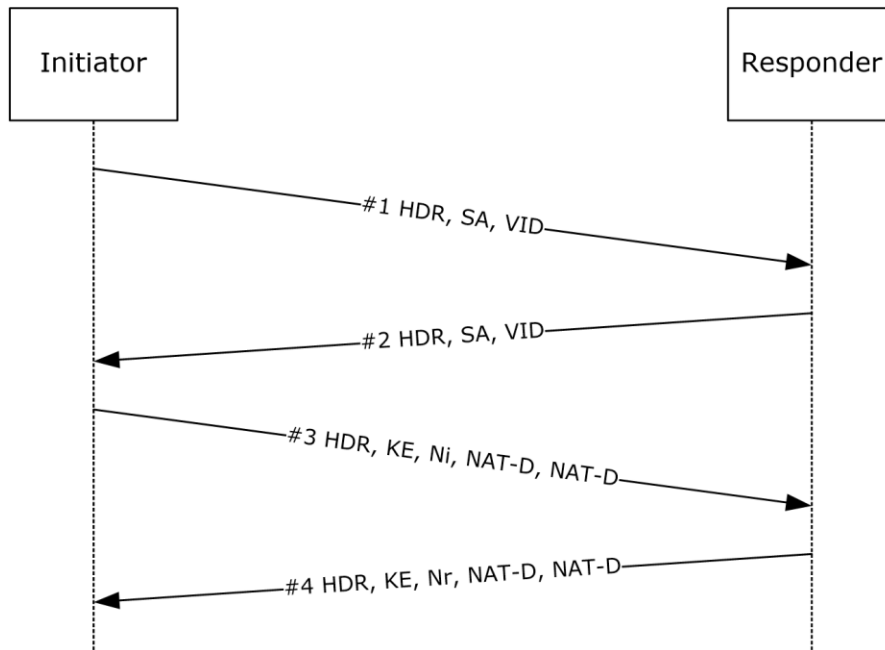 Initiator
Responder
#1 HDR, SA, VID
#2 HDR, SA, VID
#3 HDR, KE, Ni, NAT-D, NAT-D
#4 HDR, KE, Nr, NAT-D, NAT-D